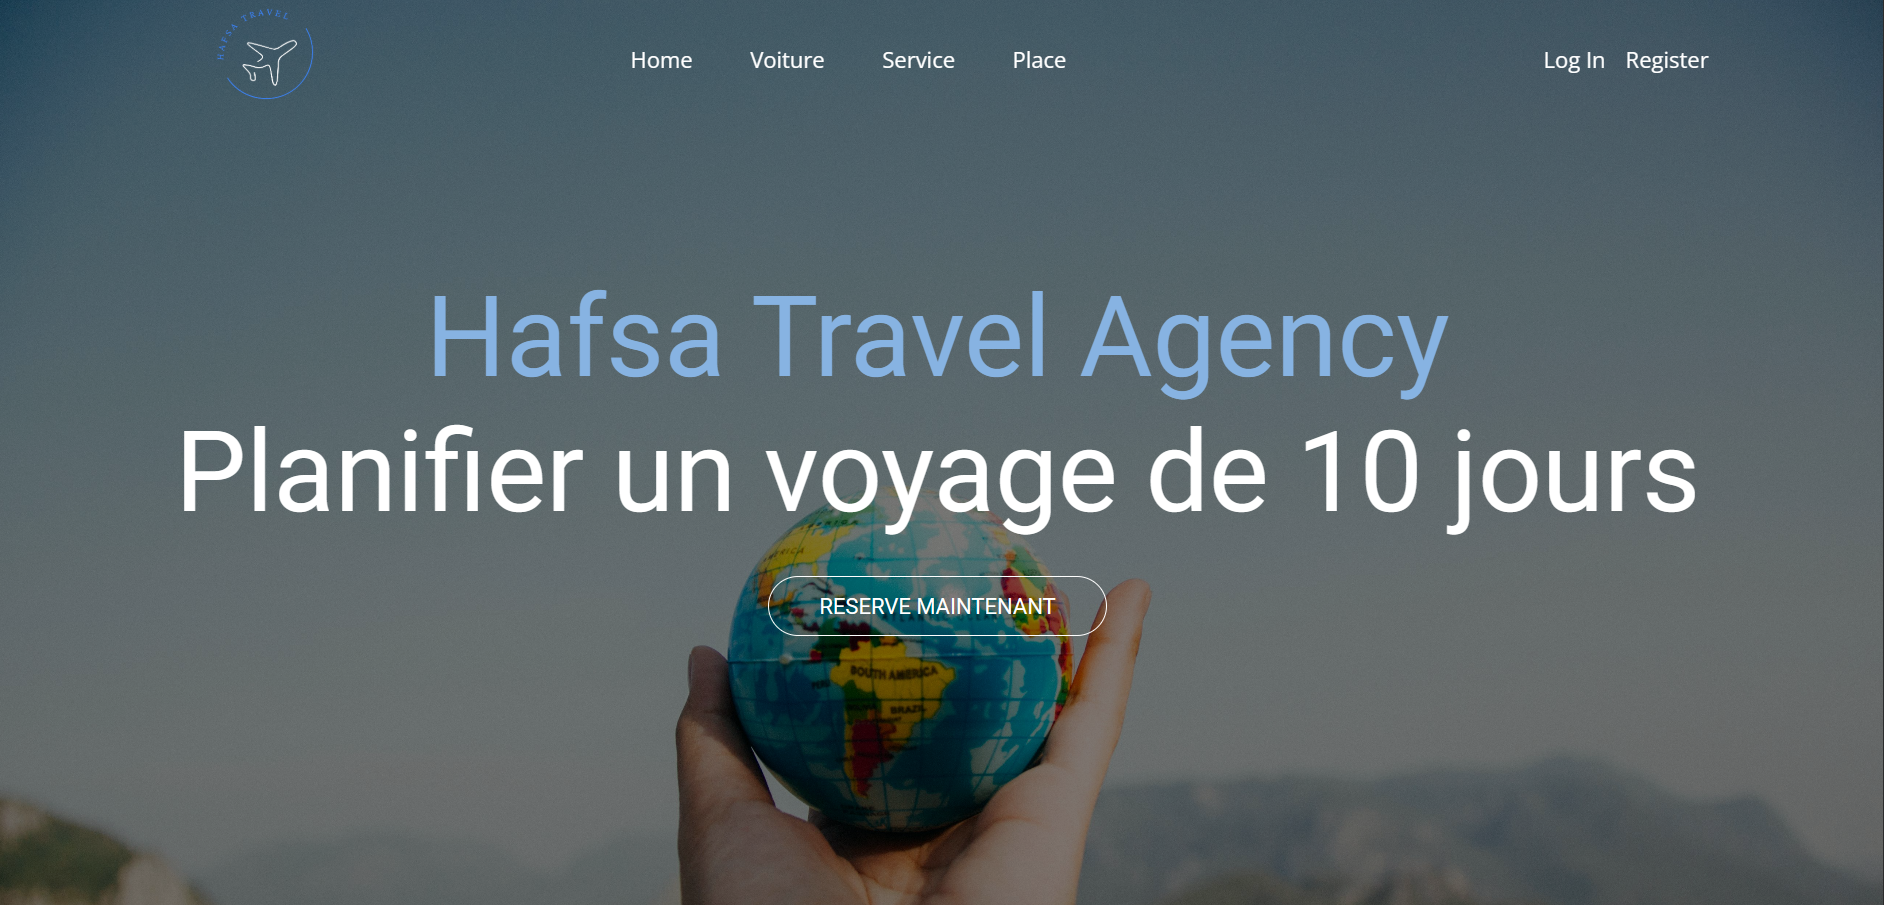 HAFSA TRAVEL
Home Voiture Service Place
Log In Register
Hafsa Travel Agency
Planifier un voyage de 10 jours
RESERVE MAINTENANT
SOUTH AMERICA
BRAZIL